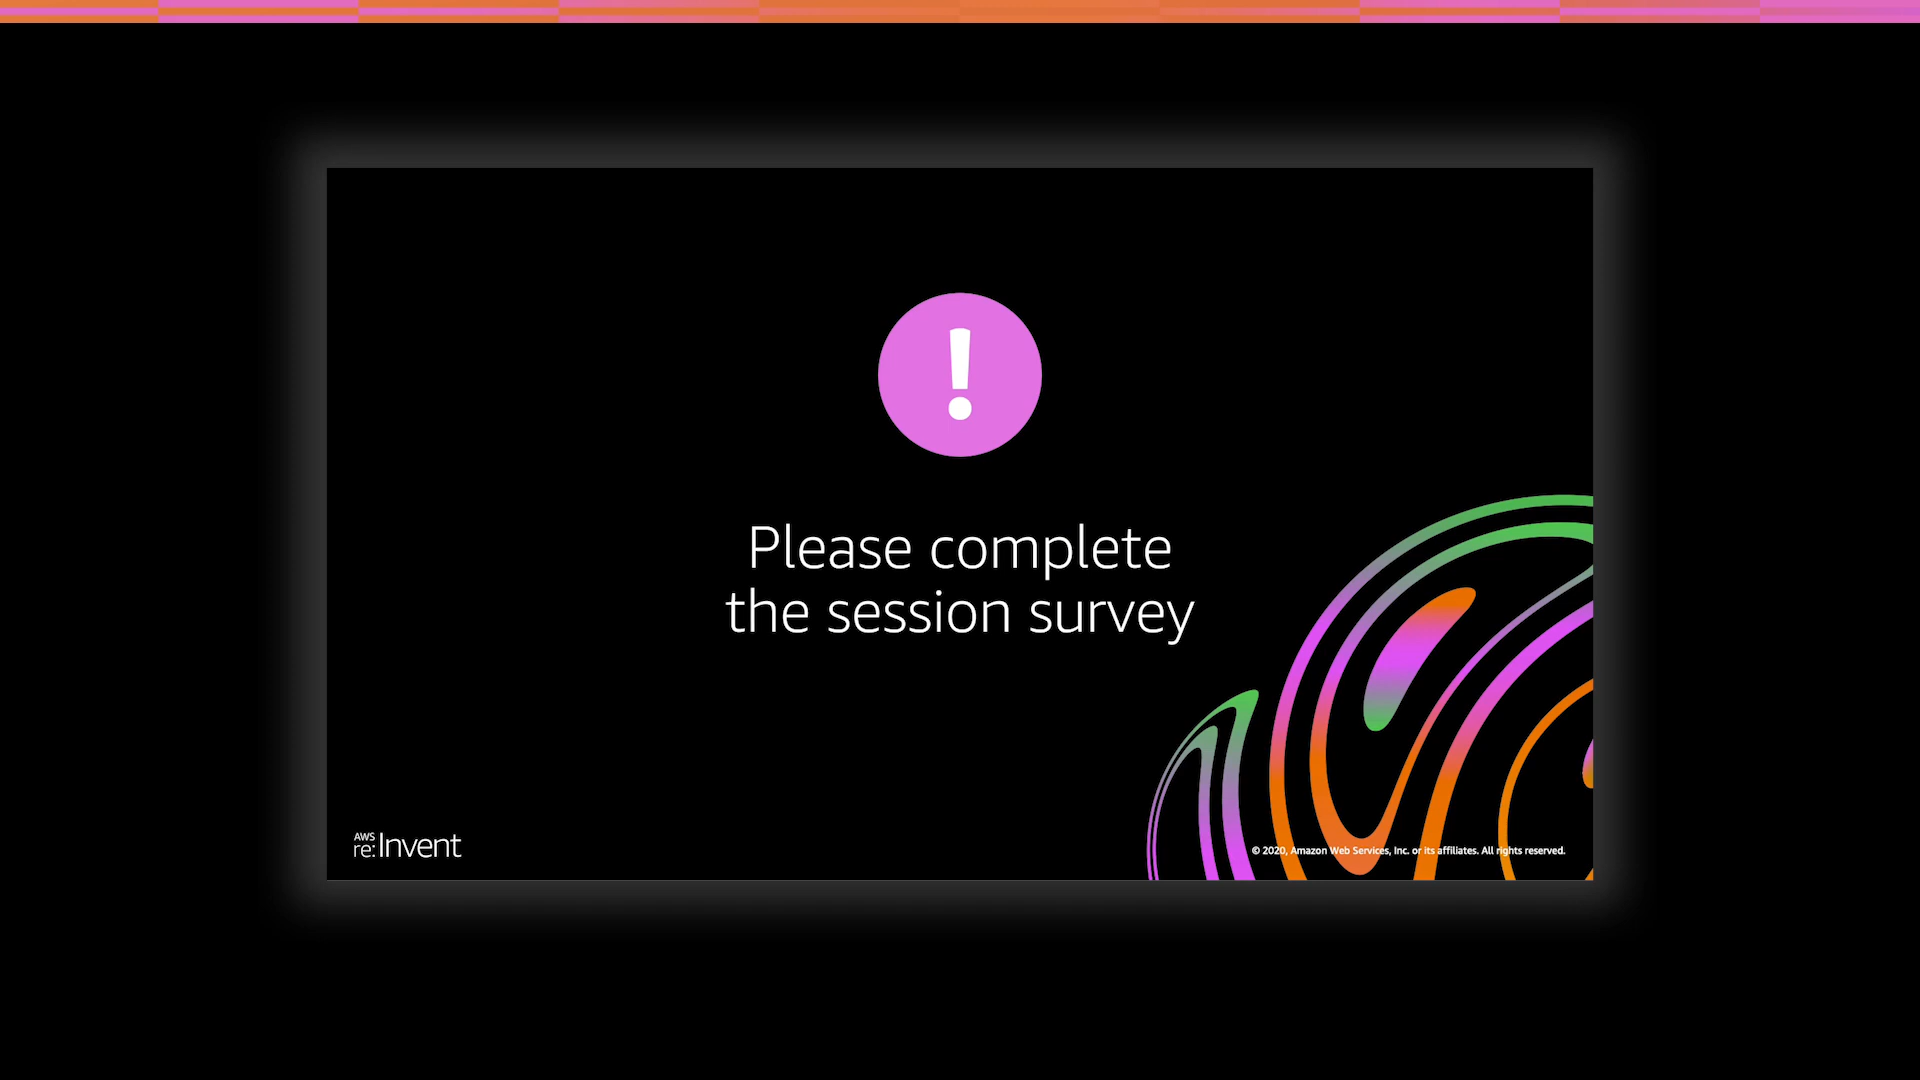 !
Please complete
the session survey
AWS
re:Invent
© 2020, Amazon Web Services, Inc. or its affiliates. All rights reserved.